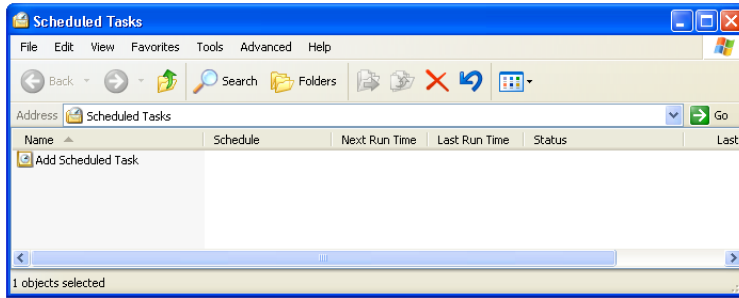 Scheduled Tasks
File Edit View Favorites Tools Advanced Help
Back Search Folders
Address Scheduled Tasks Go
Name Schedule Next Run Time Last Run Time Status Last
Add Scheduled Task
1 objects selected